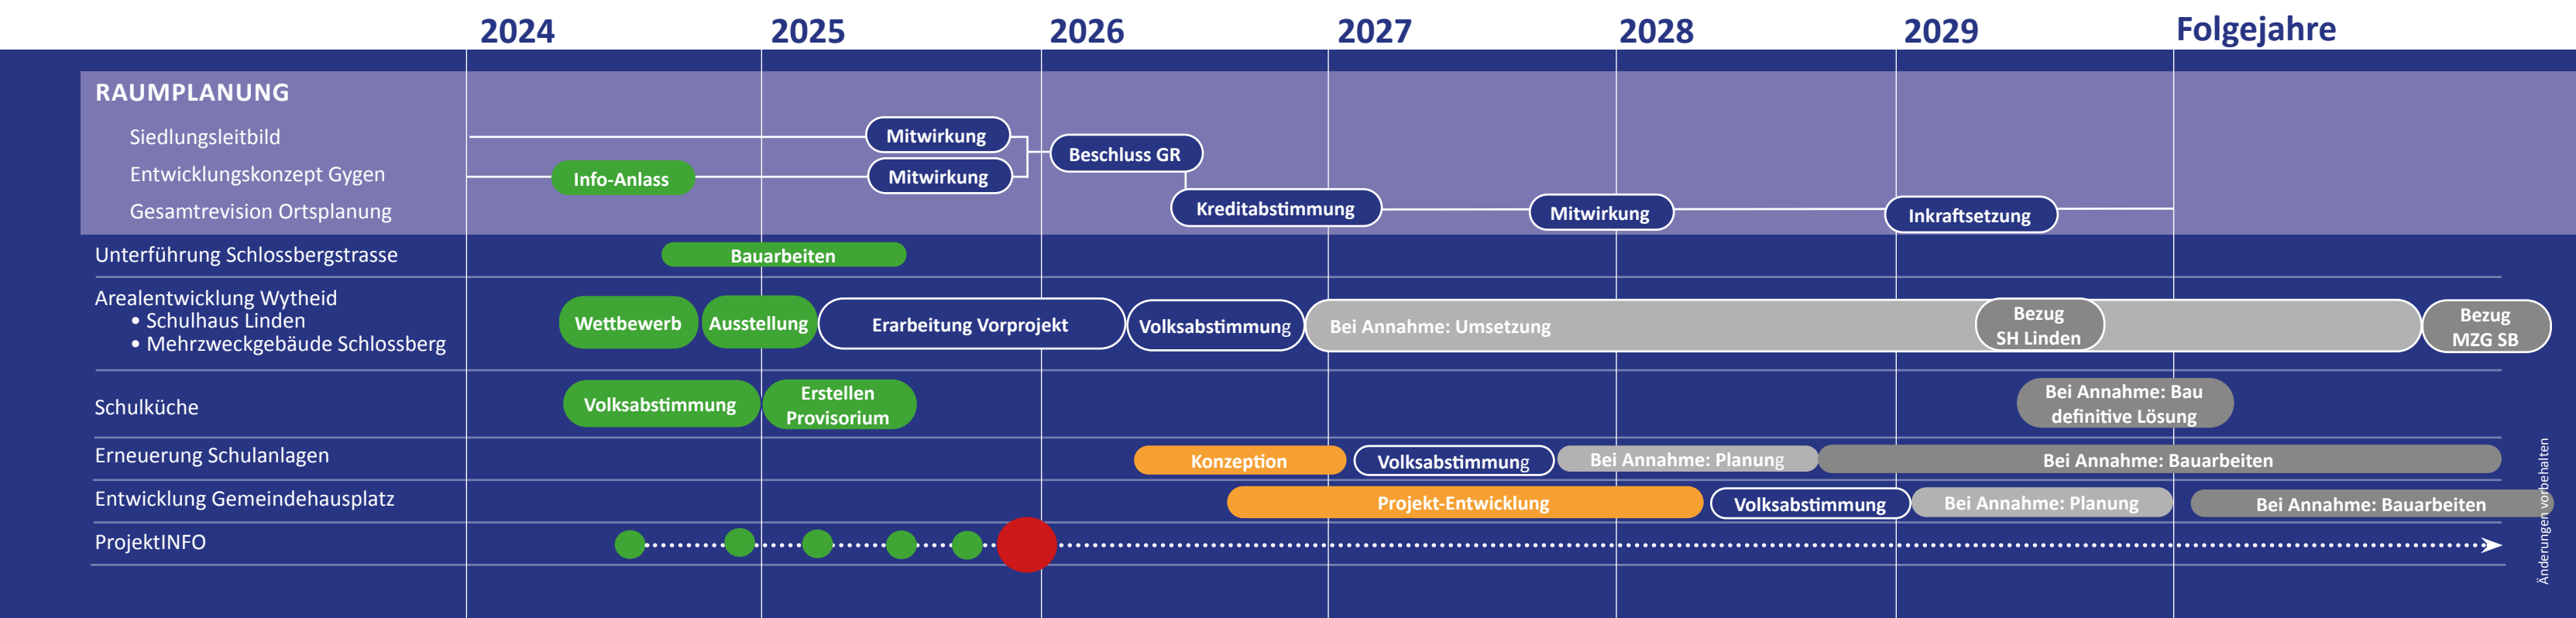 2024 2025 2026 2027 2028 2029 Folgejahre
RAUMPLANUNG
Siedlungsleitbild
Mitwirkung
Beschluss GR
Entwicklungskonzept Gygen
Info-Anlass
Mitwirkung
Gesamtrevision Ortsplanung
Kreditabstimmung
Mitwirkung
Inkraftsetzung
Unterführung Schlossbergstrasse
Bauarbeiten
Arealentwicklung Wytheid
• Schulhaus Linden
• Mehrzweckgebäude Schlossberg
Wettbewerb
Ausstellung
Erarbeitung Vorprojekt
Volksabstimmung
Bei Annahme: Umsetzung
Bezug
SH Linden
Bezug
MZG SB
Schulküche
Volksabstimmung
Erstellen
Provisorium
Bei Annahme: Bau
definitive Lösung
Erneuerung Schulanlagen
Konzeption
Volksabstimmung
Bei Annahme: Planung
Bei Annahme: Bauarbeiten
Entwicklung Gemeindehausplatz
Projekt-Entwicklung
Volksabstimmung
Bei Annahme: Planung
Bei Annahme: Bauarbeiten
ProjektINFO
Änderungen vorbehalten